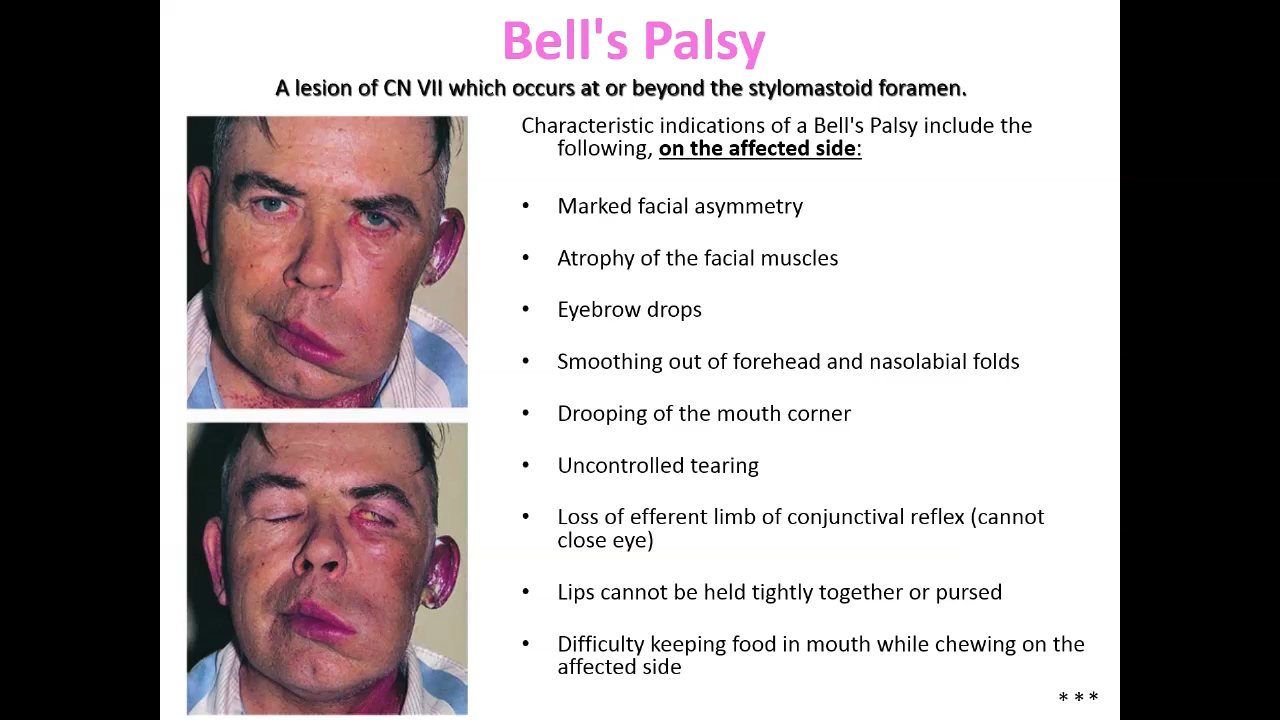 Bell's Palsy
A lesion of CN VII which occurs at or beyond the stylomastoid foramen.
Characteristic indications of a Bell's Palsy include the
following, on the affected side:
• Marked facial asymmetry
• Atrophy of the facial muscles
• Eyebrow drops
• Smoothing out of forehead and nasolabial folds
• Drooping of the mouth corner
• Uncontrolled tearing
• Loss of efferent limb of conjunctival reflex (cannot
close eye)
• Lips cannot be held tightly together or pursed
• Difficulty keeping food in mouth while chewing on the
affected side
* * *